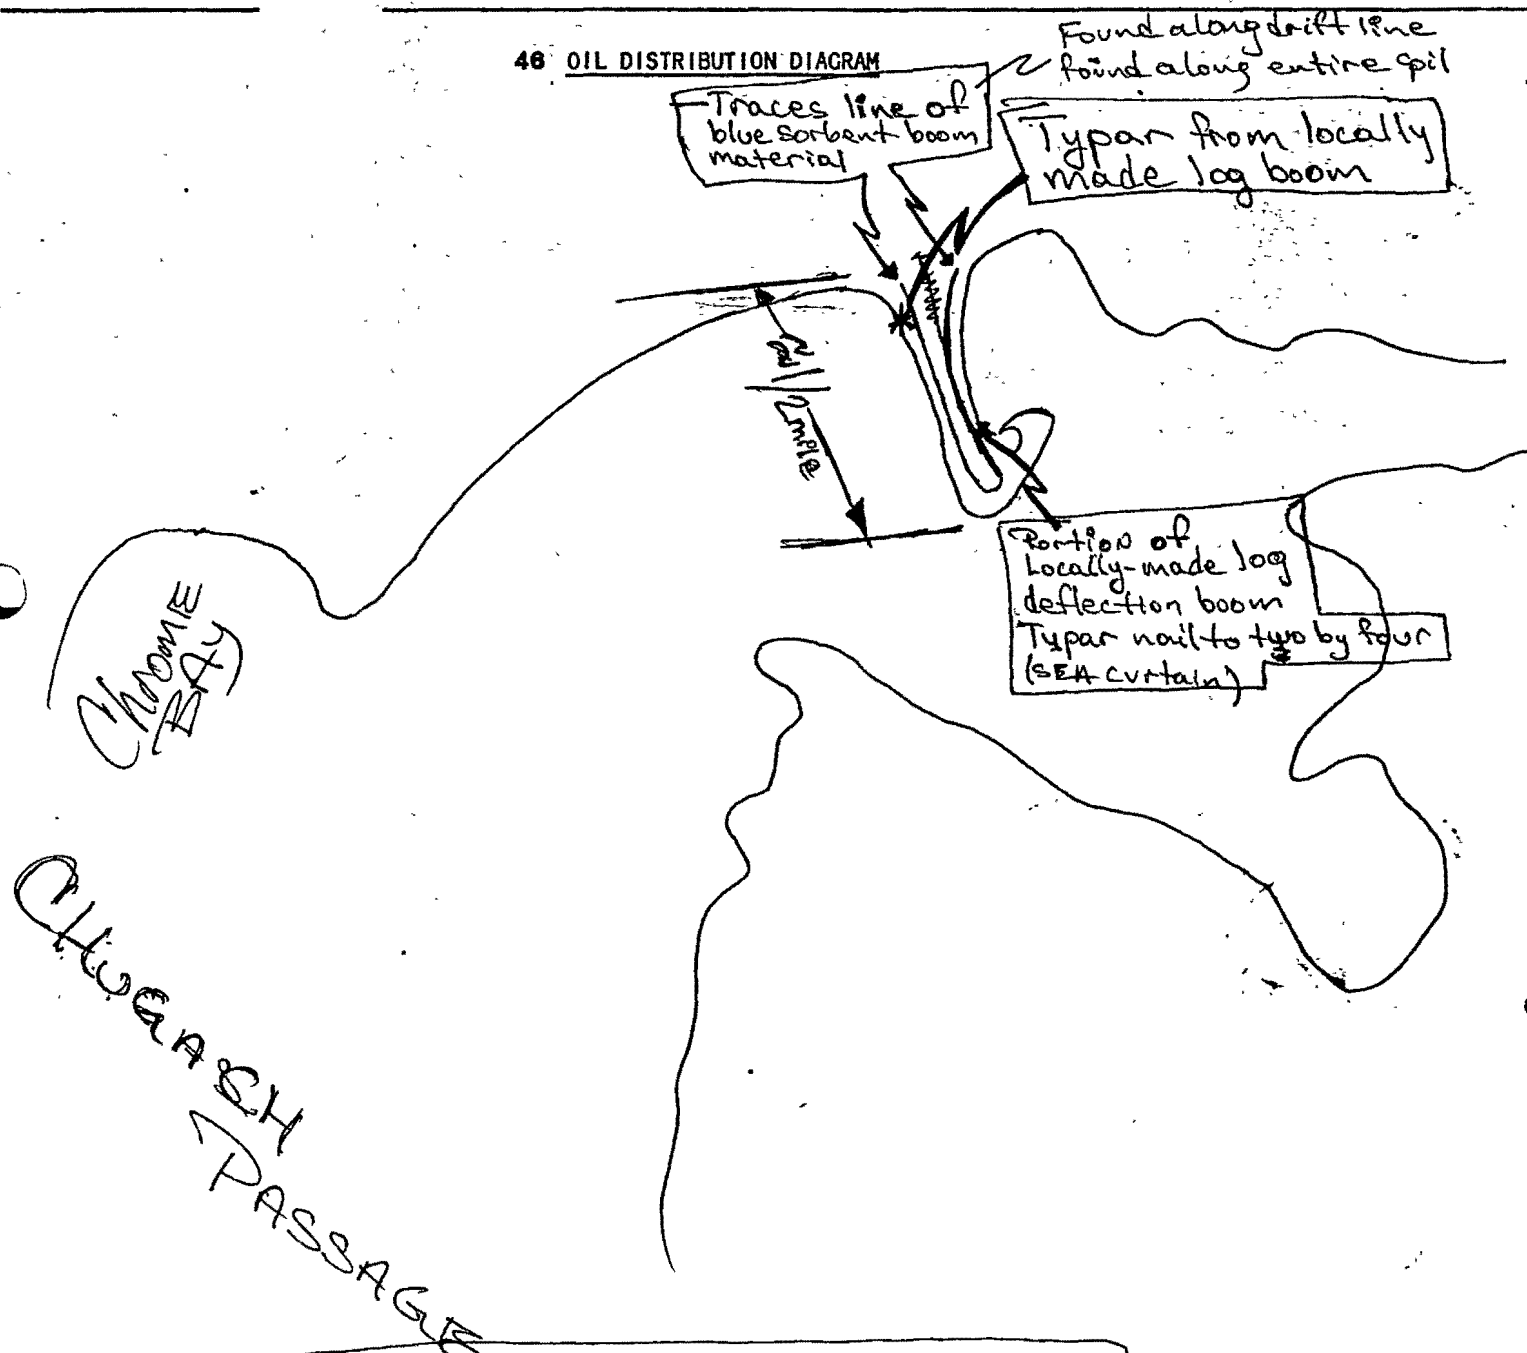 46 OIL DISTRIBUTION DIAGRAM
Found along drift line
found along entire spit
Traces line of
blue sorbent boom
material
Typar from locally
made log boom
1/2 mile
Portion of
Locally-made log
deflection boom
Typar nail to two by four
(SEA curtain)
Chrome
BAY
CHUGACH
PASSAGE